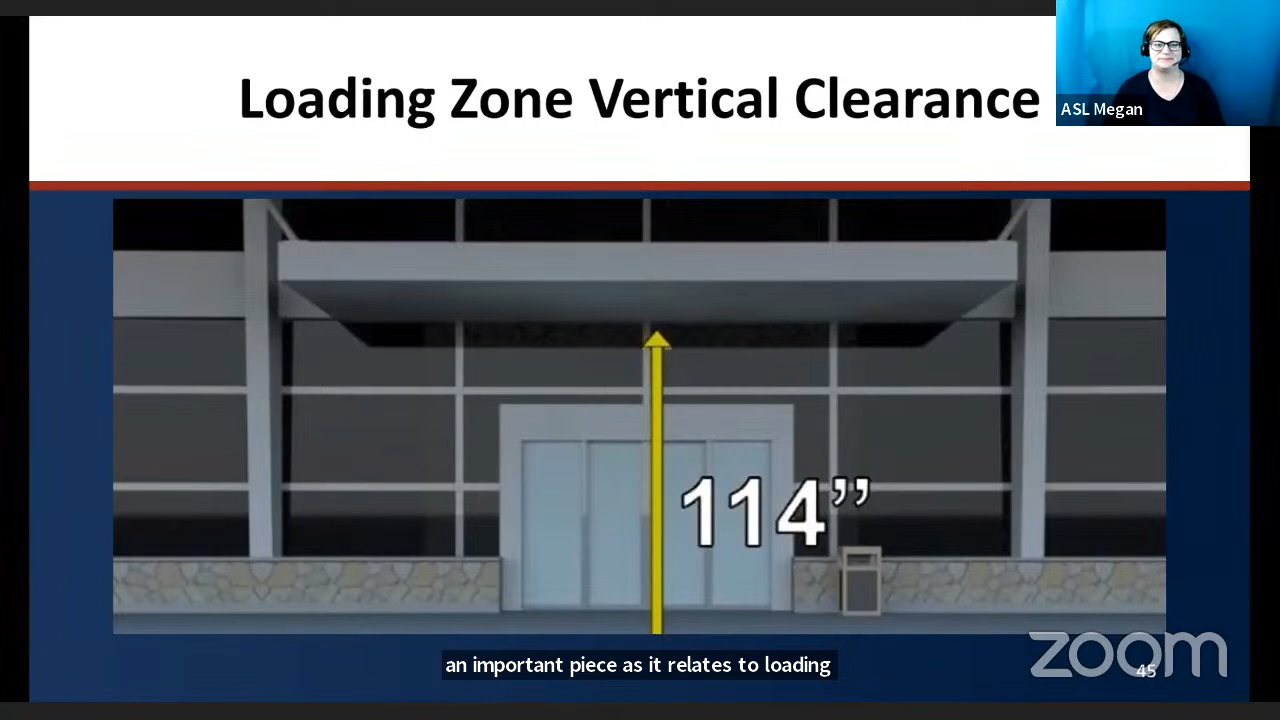 Loading Zone Vertical Clearance
ASL Megan
114”
an important piece as it relates to loading
zoom
45